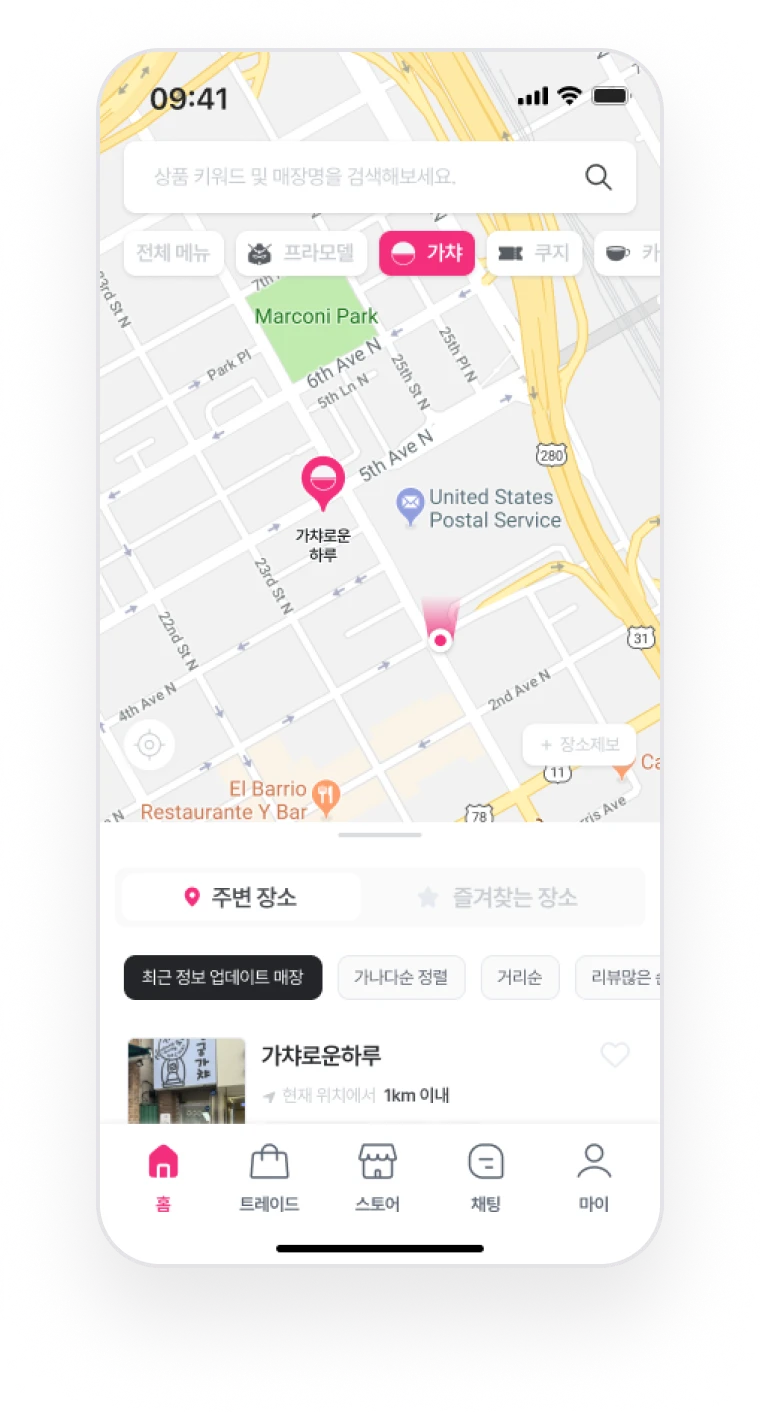 09:41
상품 키워드 및 매장명을 검색해보세요.
전체 메뉴
프라모델
가챠
쿠지
카
Marconi Park
Park Pl
6th Ave N
5th Ln N
25th St N
25th Pl N
5th Ave N
280
United States
Postal Service
가챠로운
하루
23rd St N
22nd St N
31
4th Ave N
2nd Ave N
+ 장소제보
11
Ca
El Barrio
Restaurante Y Bar
78
주변 장소
즐겨찾는 장소
최근 정보 업데이트 매장
가나다순 정렬
거리순
리뷰많은
가챠로운하루
현재 위치에서 1km 이내
홈
트레이드
스토어
채팅
마이